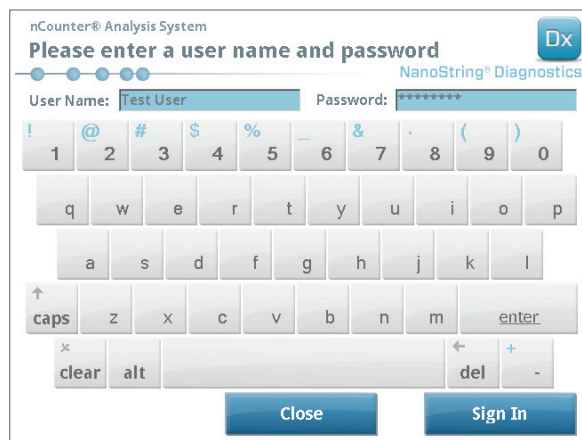 nCounter® Analysis System
Dx
Please enter a user name and password
NanoString® Diagnostics
User Name: Test User Password: ********
! @ # $ % _ & . ( )
1 2 3 4 5 6 7 8 9 0
q w e r t y u i o p
a s d f g h j k l
caps z x c v b n m enter
x ← +
clear alt del -
Close Sign In